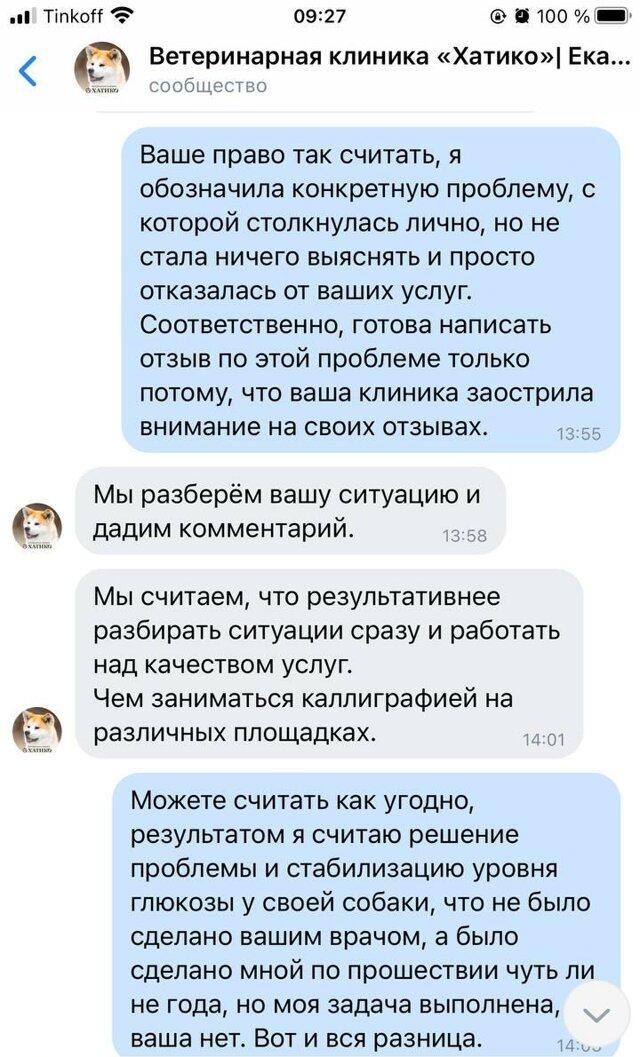 Tinkoff 09:27 100 %
Ветеринарная клиника «Хатико»| Ека...
сообщество
ХАТИКО
Ваше право так считать, я
обозначила конкретную проблему, с
которой столкнулась лично, но не
стала ничего выяснять и просто
отказалась от ваших услуг.
Соответственно, готова написать
отзыв по этой проблеме только
потому, что ваша клиника заострила
внимание на своих отзывах.
13:55
Мы разберём вашу ситуацию и
дадим комментарий.
13:58
ХАТИКО
Мы считаем, что результативнее
разбирать ситуации сразу и работать
над качеством услуг.
Чем заниматься каллиграфией на
различных площадках.
14:01
ХАТИКО
Можете считать как угодно,
результатом я считаю решение
проблемы и стабилизацию уровня
глюкозы у своей собаки, что не было
сделано вашим врачом, а было
сделано мной по прошествии чуть ли
не года, но моя задача выполнена,
ваша нет. Вот и вся разница.